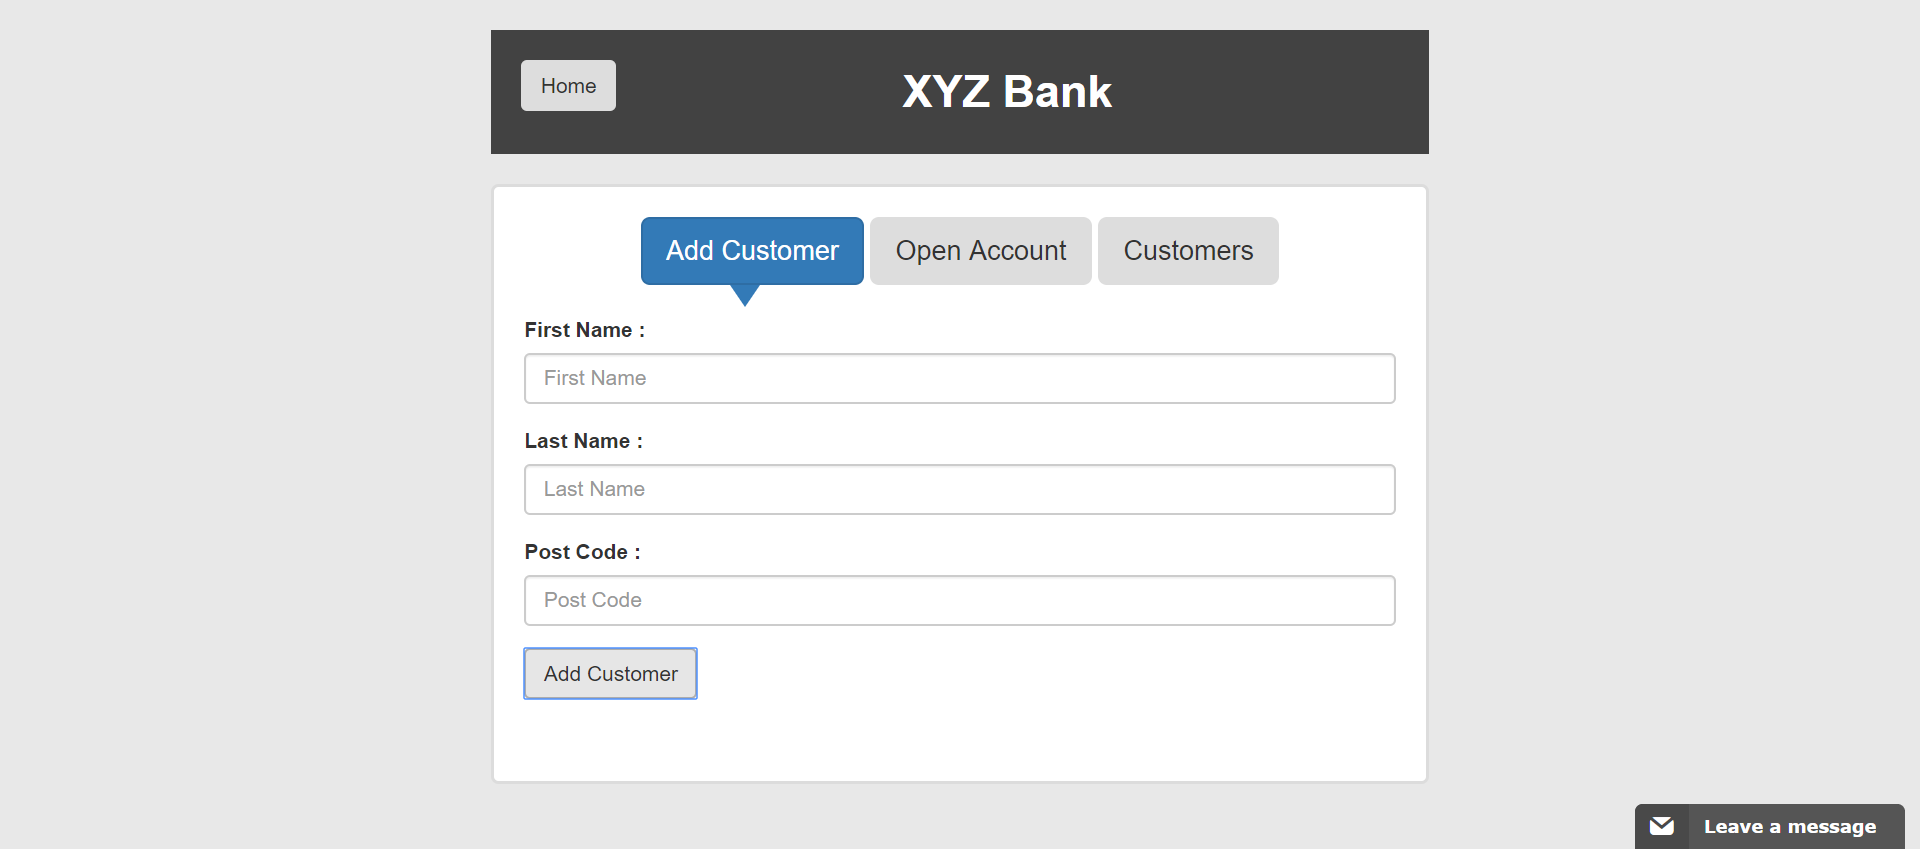 Home
XYZ Bank
Add Customer
Open Account
Customers
First Name :
First Name
Last Name :
Last Name
Post Code :
Post Code
Add Customer
Leave a message